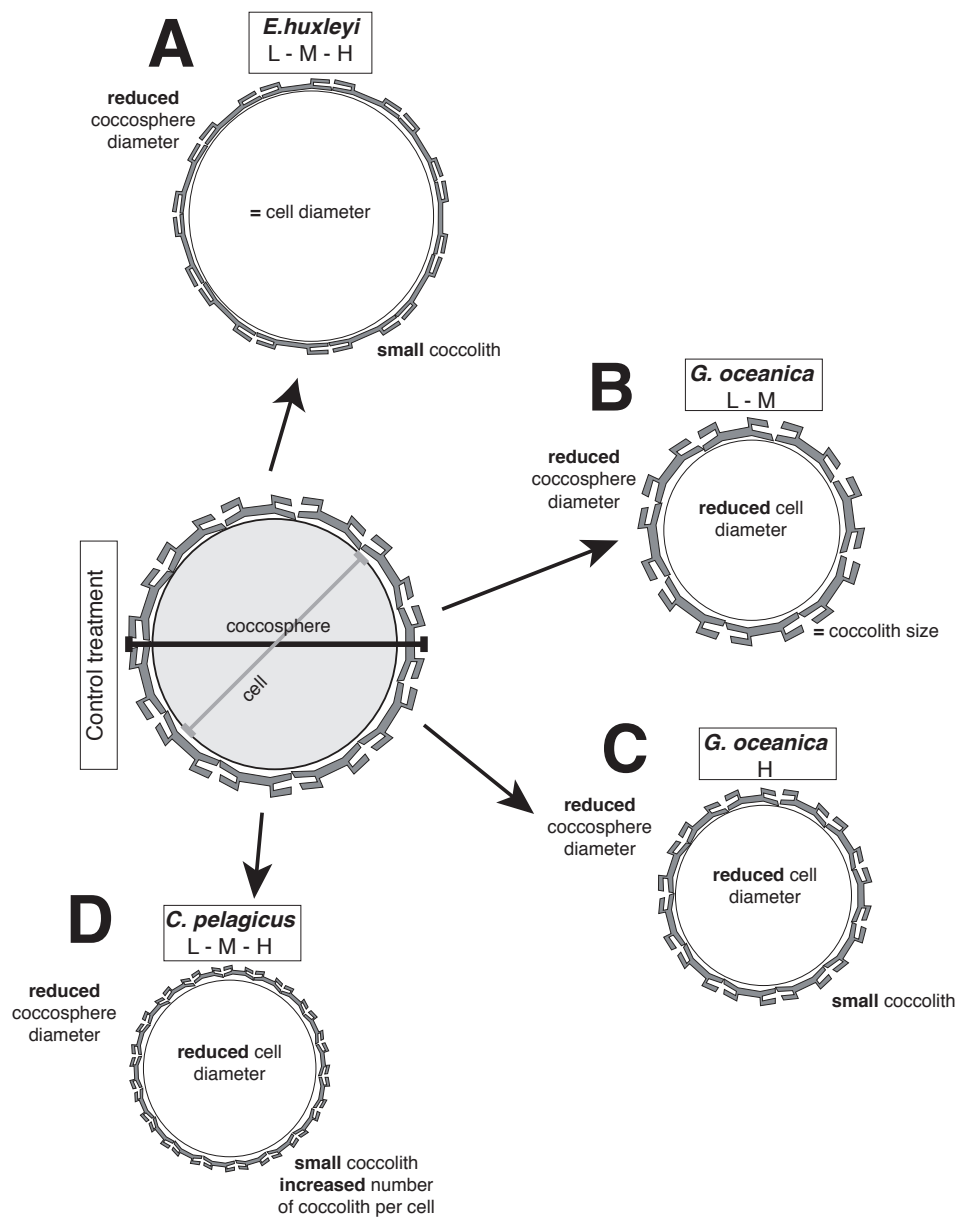 A
E.huxleyi
L - M - H
reduced
coccosphere
diameter
= cell diameter
small coccolith
B
G. oceanica
L - M
reduced
coccosphere
diameter
reduced cell
diameter
= coccolith size
Control treatment
coccosphere
cell
C
G. oceanica
H
reduced
coccosphere
diameter
reduced cell
diameter
small coccolith
D
C. pelagicus
L - M - H
reduced
coccosphere
diameter
reduced cell
diameter
small coccolith
increased number
of coccolith per cell